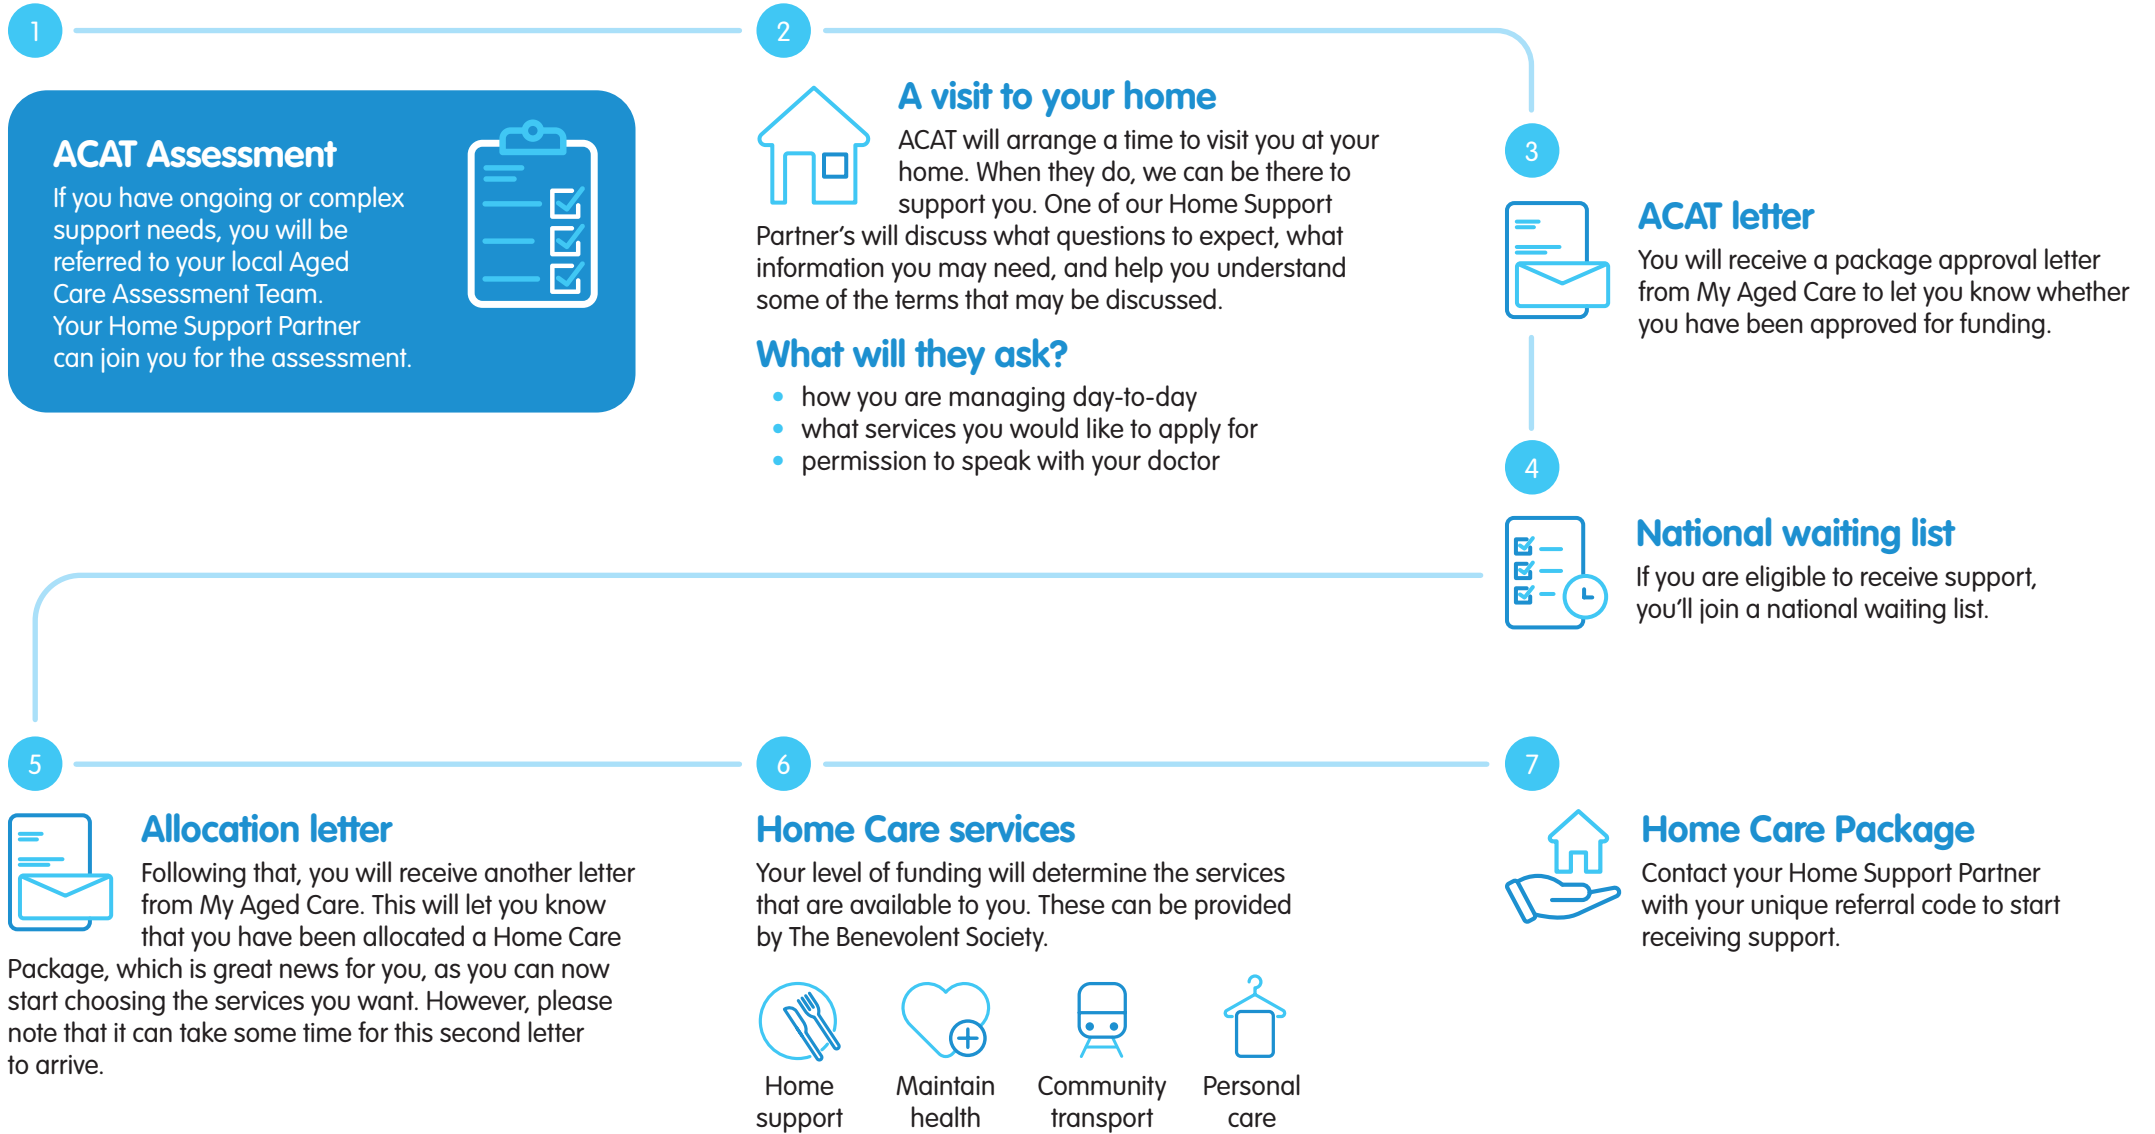 1
ACAT Assessment
If you have ongoing or complex
support needs, you will be
referred to your local Aged
Care Assessment Team.
Your Home Support Partner
can join you for the assessment.
2
A visit to your home
ACAT will arrange a time to visit you at your
home. When they do, we can be there to
support you. One of our Home Support
Partner’s will discuss what questions to expect, what
information you may need, and help you understand
some of the terms that may be discussed.
What will they ask?
• how you are managing day-to-day
• what services you would like to apply for
• permission to speak with your doctor
3
ACAT letter
You will receive a package approval letter
from My Aged Care to let you know whether
you have been approved for funding.
4
National waiting list
If you are eligible to receive support,
you’ll join a national waiting list.
5
Allocation letter
Following that, you will receive another letter
from My Aged Care. This will let you know
that you have been allocated a Home Care
Package, which is great news for you, as you can now
start choosing the services you want. However, please
note that it can take some time for this second letter
to arrive.
6
Home Care services
Your level of funding will determine the services
that are available to you. These can be provided
by The Benevolent Society.
Home
support
Maintain
health
Community
transport
Personal
care
7
Home Care Package
Contact your Home Support Partner
with your unique referral code to start
receiving support.